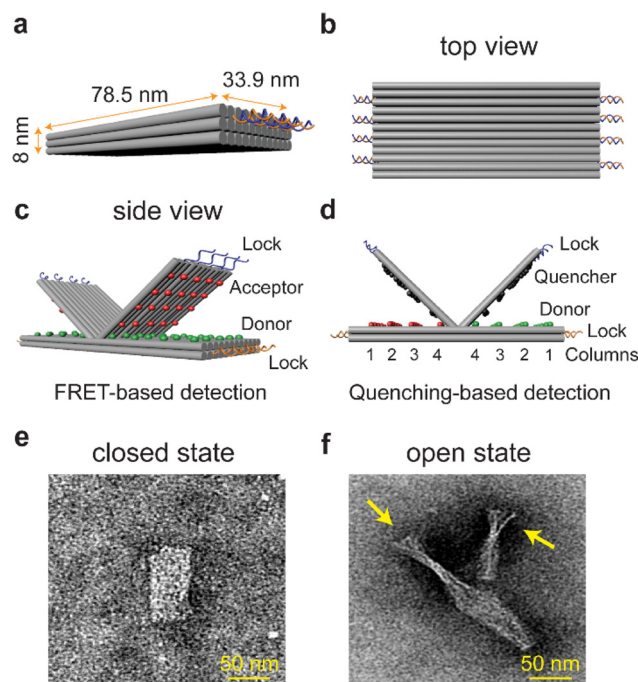 a
78.5 nm
33.9 nm
8 nm
b
top view
c
side view
Lock
Acceptor
Donor
Lock
FRET-based detection
d
Lock
Quencher
Donor
Lock
1 2 3 4 4 3 2 1 Columns
Quenching-based detection
e
closed state
50 nm
f
open state
50 nm